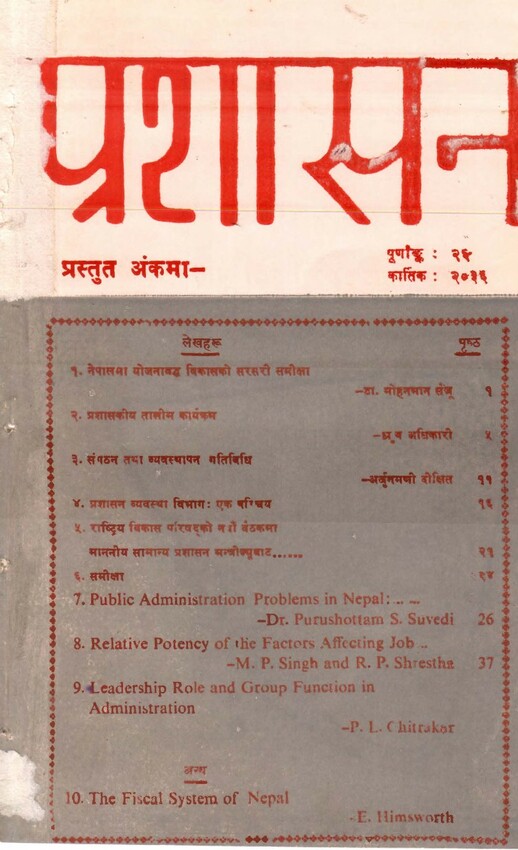 प्रशासन
प्रस्तुत अंकमा-
पूर्णाङ्क : २६
कार्तिक : २०३६
लेखहरू पृष्ठ
१. नेपालमा योजनावद्ध विकासको सरसरी समीक्षा
-डा. मोहनमान सैंजू १
२. प्रशासकीय तालीम कार्यक्रम
-ध्रुब अधिकारी ५
३. संगठन तथा व्यवस्थापन गतिबिधि
-अर्जुनमणी दीक्षित ११
४. प्रशासन व्यवस्था विभाग: एक परिचय १६
५. राष्ट्रिय विकास परिषद्को नवौं बैठकमा
माननीय सामान्य प्रशासन मन्त्रीज्यूबाट...... २१
६. समीक्षा
7. Public Administration Problems in Nepal: ... ...
-Dr. Purushottam S. Suvedi 26
8. Relative Potency of the Factors Affecting Job ..
-M. P. Singh and R. P. Shrestha 37
9. Leadership Role and Group Function in
Administration
-P. L. Chitrakar
अन्य
10. The Fiscal System of Nepal
-E. Himsworth